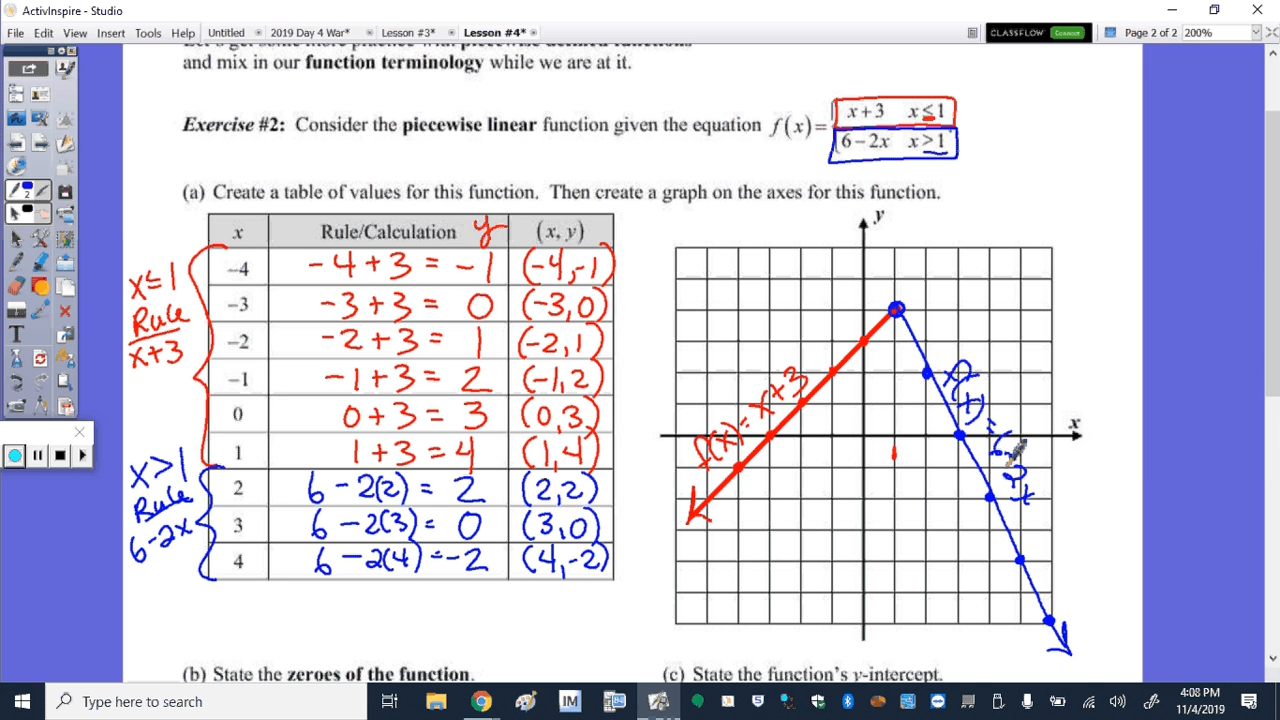 ActivInspire - Studio
File Edit View Insert Tools Help Untitled 2019 Day 4 War* Lesson #3* Lesson #4* CLASSFLOW Connect Page 2 of 2 200%
and mix in our function terminology while we are at it.
Exercise #2: Consider the piecewise linear function given the equation f(x)= x+3 x≤1
6-2x x>1
(a) Create a table of values for this function. Then create a graph on the axes for this function.
x Rule/Calculation y (x, y)
-4 -4+3 = -1 (-4,-1)
-3 -3+3 = 0 (-3,0)
-2 -2+3 = 1 (-2,1)
-1 -1+3 = 2 (-1,2)
0 0+3 = 3 (0,3)
1 1+3 = 4 (1,4)
2 6-2(2) = 2 (2,2)
3 6-2(3) = 0 (3,0)
4 6-2(4) = -2 (4,-2)
x≤1
Rule
x+3
x>1
Rule
6-2x
y
x
f(x)=x+3
f(x)=6-2x
(b) State the zeroes of the function.
(c) State the function's y-intercept.
Type here to search
IM
4:08 PM
11/4/2019